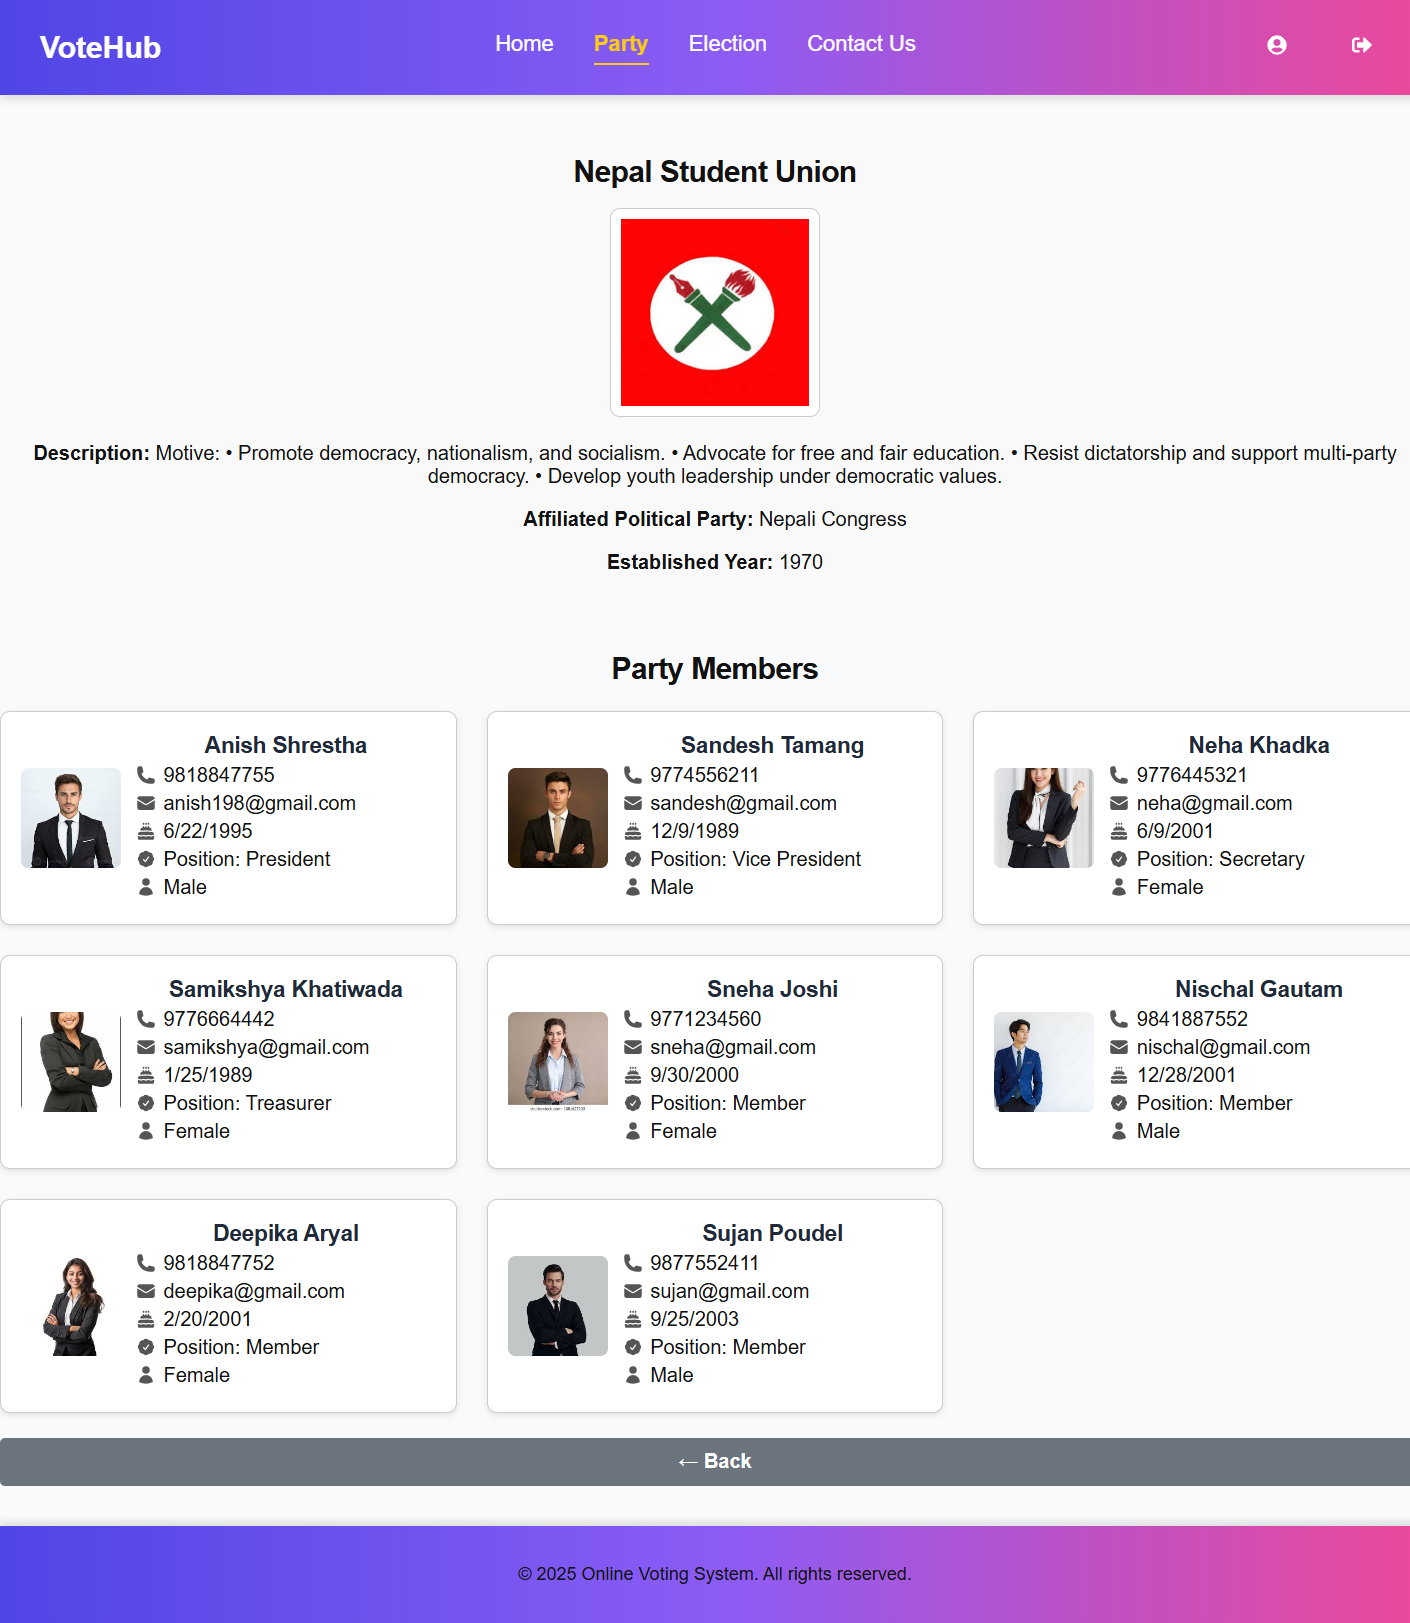 VoteHub
Home
Party
Election
Contact Us
Nepal Student Union
Description: Motive: • Promote democracy, nationalism, and socialism. • Advocate for free and fair education. • Resist dictatorship and support multi-party
democracy. • Develop youth leadership under democratic values.
Affiliated Political Party: Nepali Congress
Established Year: 1970
Party Members
Anish Shrestha
9818847755
anish198@gmail.com
6/22/1995
Position: President
Male
Sandesh Tamang
9774556211
sandesh@gmail.com
12/9/1989
Position: Vice President
Male
Neha Khadka
9776445321
neha@gmail.com
6/9/2001
Position: Secretary
Female
Samikshya Khatiwada
9776664442
samikshya@gmail.com
1/25/1989
Position: Treasurer
Female
Sneha Joshi
9771234560
sneha@gmail.com
9/30/2000
Position: Member
Female
Nischal Gautam
9841887552
nischal@gmail.com
12/28/2001
Position: Member
Male
Deepika Aryal
9818847752
deepika@gmail.com
2/20/2001
Position: Member
Female
Sujan Poudel
9877552411
sujan@gmail.com
9/25/2003
Position: Member
Male
← Back
© 2025 Online Voting System. All rights reserved.